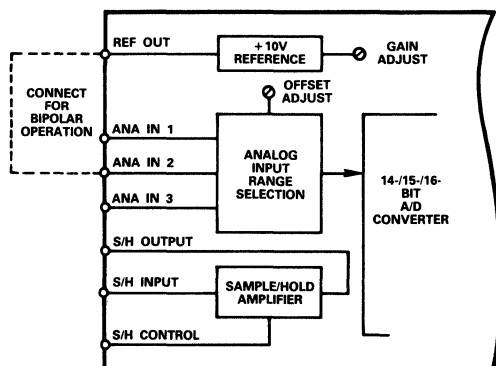 REF OUT
+10V
REFERENCE
GAIN
ADJUST
CONNECT
FOR
BIPOLAR
OPERATION
OFFSET
ADJUST
ANA IN 1
ANA IN 2
ANA IN 3
ANALOG
INPUT
RANGE
SELECTION
14-/15-/16-
BIT
A/D
CONVERTER
S/H OUTPUT
S/H INPUT
SAMPLE/HOLD
AMPLIFIER
S/H CONTROL